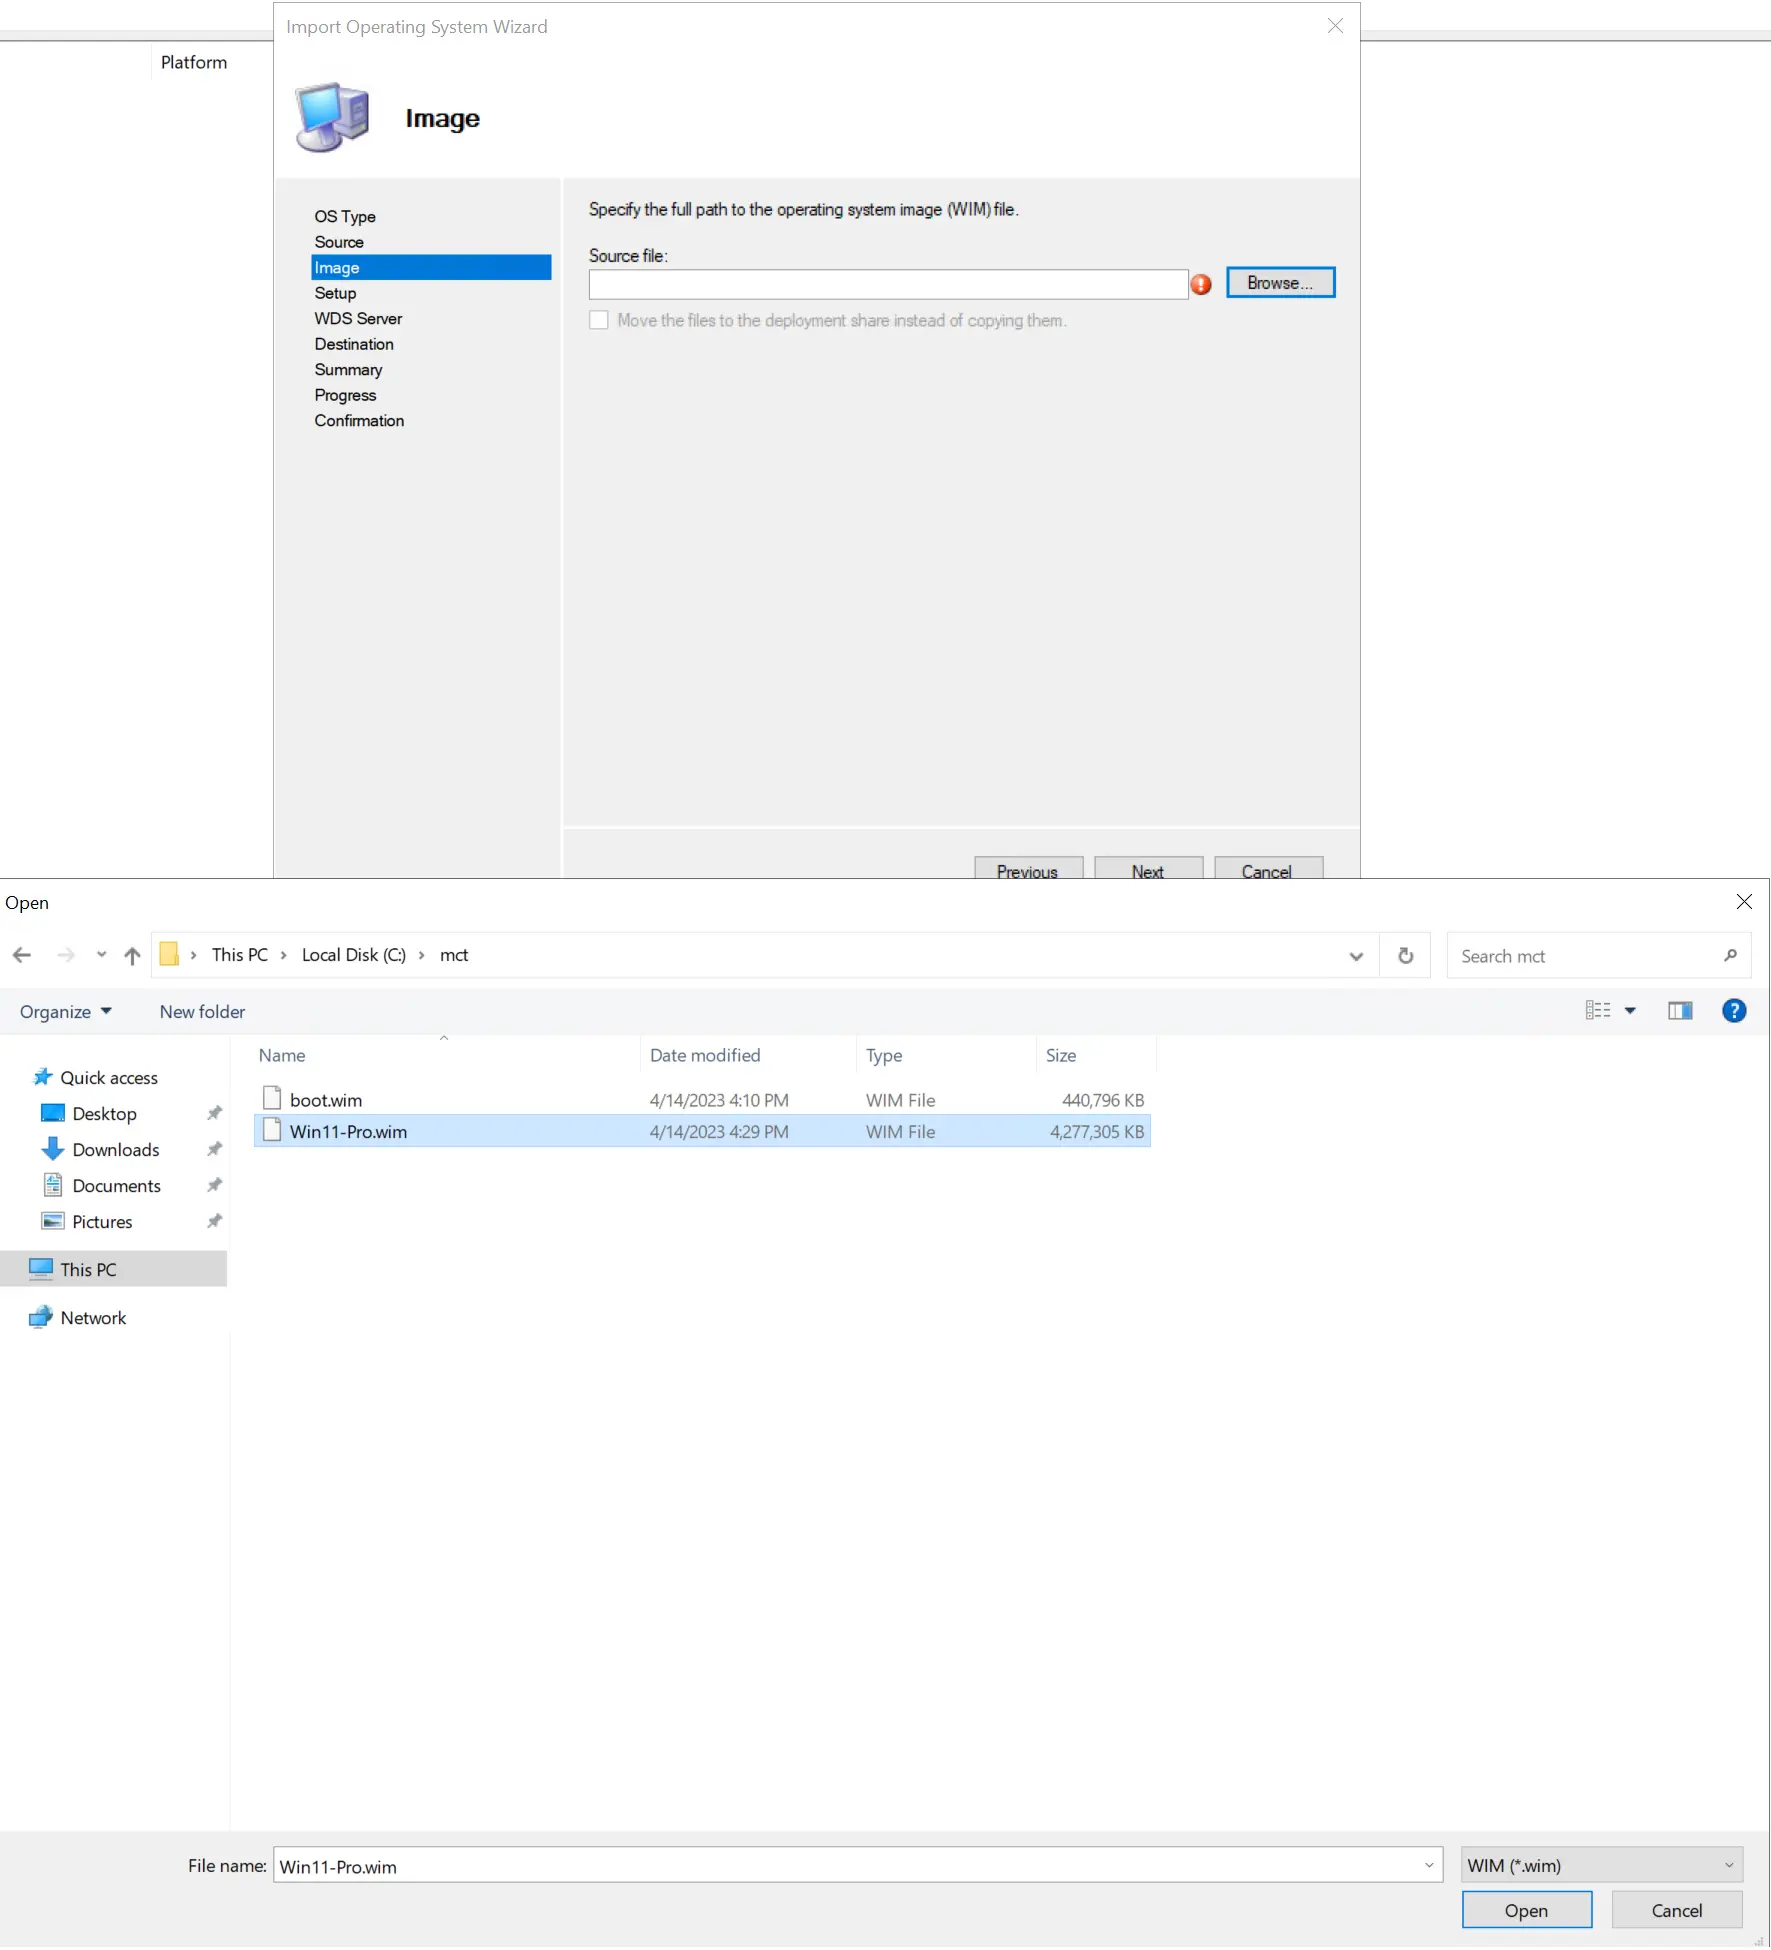 Import Operating System Wizard
Platform
Image
OS Type
Source
Image
Setup
WDS Server
Destination
Summary
Progress
Confirmation
Specify the full path to the operating system image (WIM) file.
Source file:
Browse...
Move the files to the deployment share instead of copying them.
Previous Next Cancel
Open
This PC Local Disk (C:) mct
Search mct
Organize New folder
Name Date modified Type Size
boot.wim 4/14/2023 4:10 PM WIM File 440,796 KB
Win11-Pro.wim 4/14/2023 4:29 PM WIM File 4,277,305 KB
Quick access
Desktop
Downloads
Documents
Pictures
This PC
Network
File name: Win11-Pro.wim WIM (*.wim)
Open Cancel